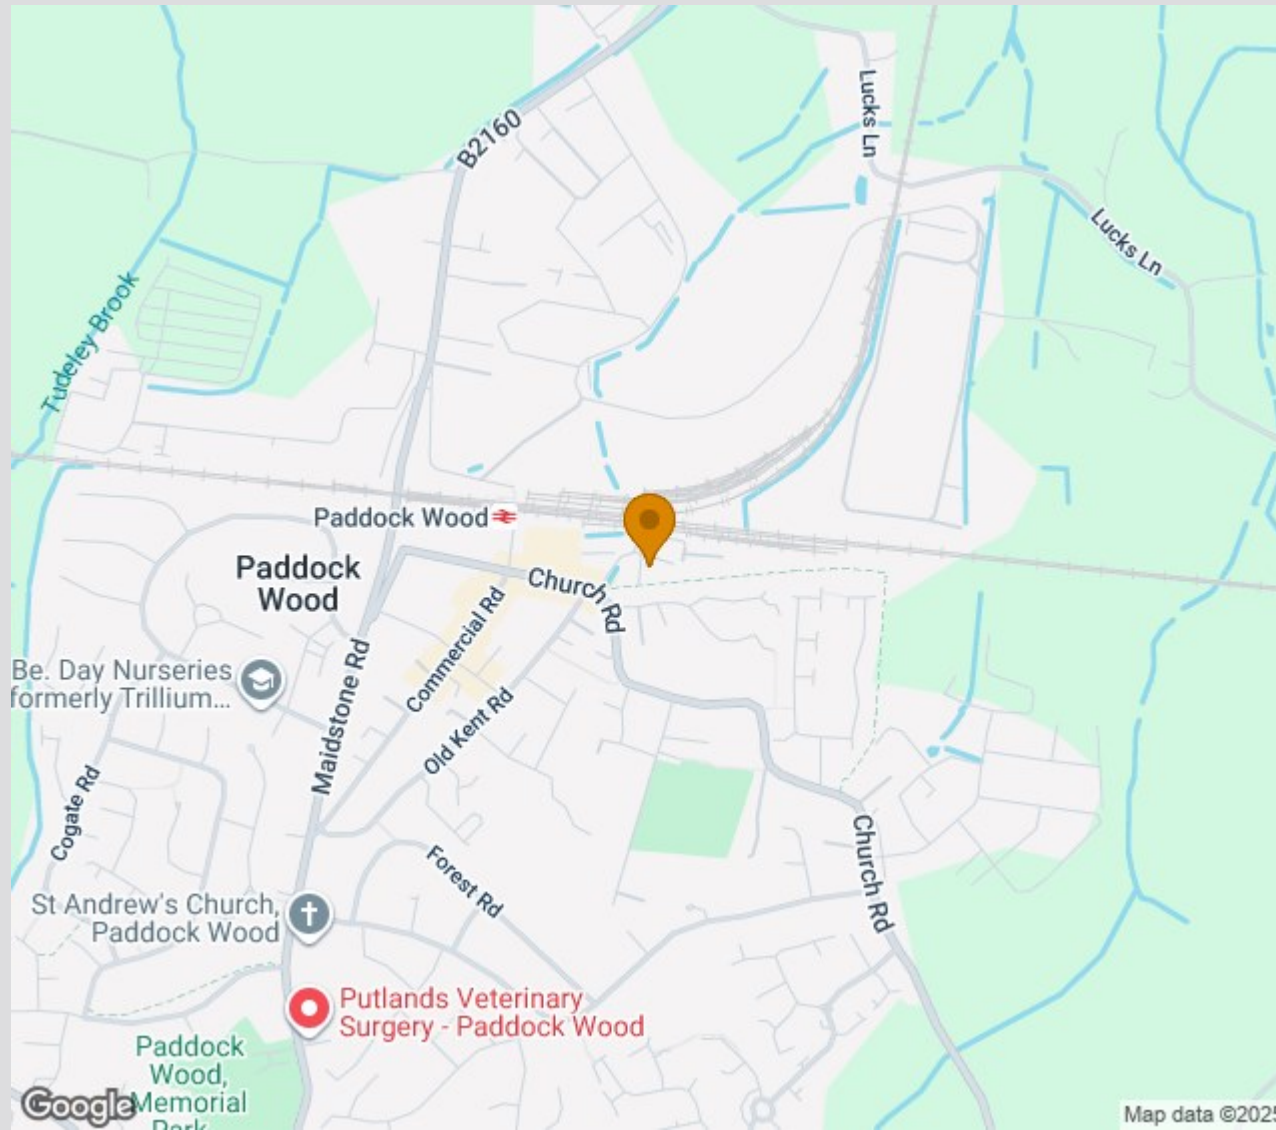 B2160
Lucks Ln
Lucks Ln
Tudeley Brook
Paddock Wood
Paddock
Wood
Church Rd
Commercial Rd
Be. Day Nurseries
formerly Trillium...
Maidstone Rd
Old Kent Rd
Cogate Rd
Forest Rd
Church Rd
St Andrew's Church,
Paddock Wood
Putlands Veterinary
Surgery - Paddock Wood
Paddock
Wood,
Memorial
Park
Google
Map data ©2025